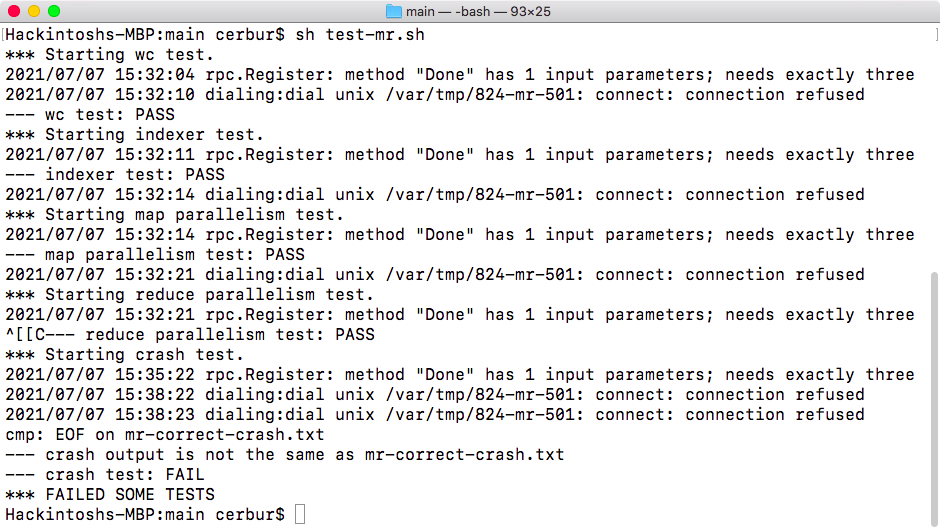 main — -bash — 93×25
Hackintoshs-MBP:main cerbur$ sh test-mr.sh
*** Starting wc test.
2021/07/07 15:32:04 rpc.Register: method "Done" has 1 input parameters; needs exactly three
2021/07/07 15:32:10 dialing:dial unix /var/tmp/824-mr-501: connect: connection refused
--- wc test: PASS
*** Starting indexer test.
2021/07/07 15:32:11 rpc.Register: method "Done" has 1 input parameters; needs exactly three
--- indexer test: PASS
2021/07/07 15:32:14 dialing:dial unix /var/tmp/824-mr-501: connect: connection refused
*** Starting map parallelism test.
2021/07/07 15:32:14 rpc.Register: method "Done" has 1 input parameters; needs exactly three
--- map parallelism test: PASS
2021/07/07 15:32:21 dialing:dial unix /var/tmp/824-mr-501: connect: connection refused
*** Starting reduce parallelism test.
2021/07/07 15:32:21 rpc.Register: method "Done" has 1 input parameters; needs exactly three
^[[C--- reduce parallelism test: PASS
*** Starting crash test.
2021/07/07 15:35:22 rpc.Register: method "Done" has 1 input parameters; needs exactly three
2021/07/07 15:38:22 dialing:dial unix /var/tmp/824-mr-501: connect: connection refused
2021/07/07 15:38:23 dialing:dial unix /var/tmp/824-mr-501: connect: connection refused
cmp: EOF on mr-correct-crash.txt
--- crash output is not the same as mr-correct-crash.txt
--- crash test: FAIL
*** FAILED SOME TESTS
Hackintoshs-MBP:main cerbur$